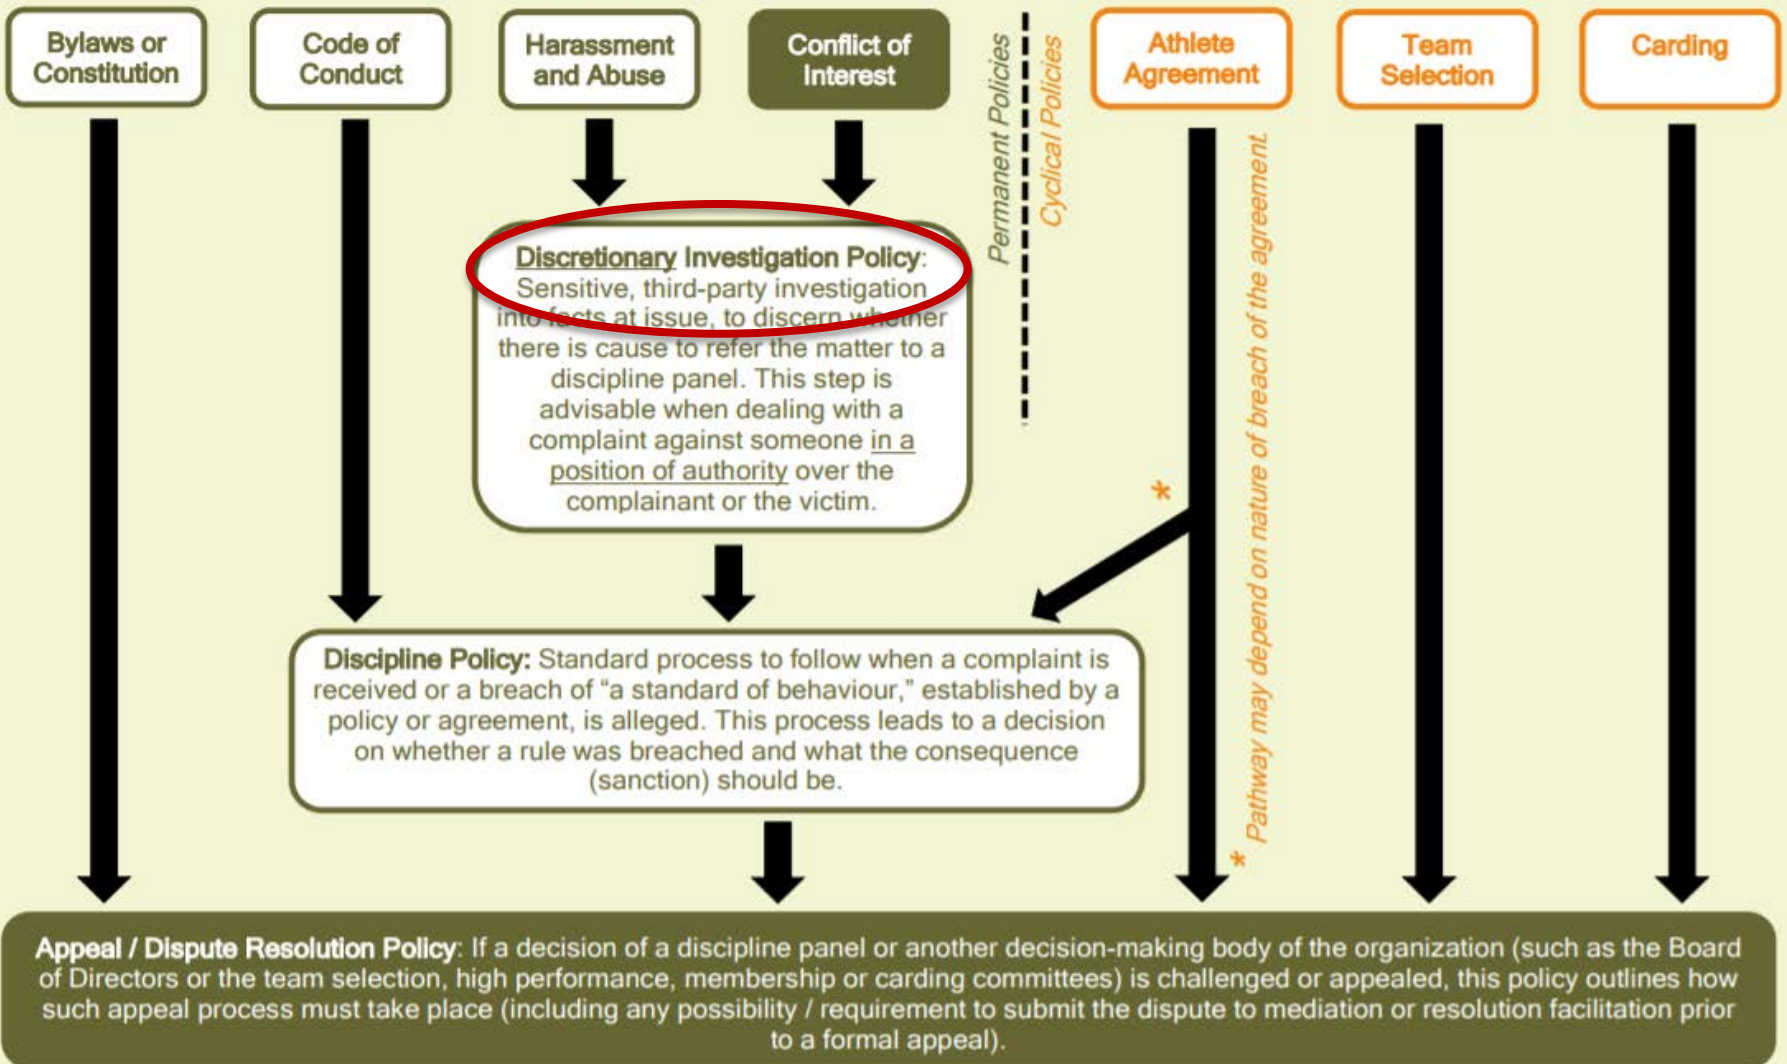 Bylaws or
Constitution
Code of
Conduct
Harassment
and Abuse
Conflict of
Interest
Permanent Policies
Cyclical Policies
Athlete
Agreement
Team
Selection
Carding
Discretionary Investigation Policy:
Sensitive, third-party investigation
into facts at issue, to discern whether
there is cause to refer the matter to a
discipline panel. This step is
advisable when dealing with a
complaint against someone in a
position of authority over the
complainant or the victim.
*
* Pathway may depend on nature of breach of the agreement.
Discipline Policy: Standard process to follow when a complaint is
received or a breach of “a standard of behaviour,” established by a
policy or agreement, is alleged. This process leads to a decision
on whether a rule was breached and what the consequence
(sanction) should be.
Appeal / Dispute Resolution Policy: If a decision of a discipline panel or another decision-making body of the organization (such as the Board
of Directors or the team selection, high performance, membership or carding committees) is challenged or appealed, this policy outlines how
such appeal process must take place (including any possibility / requirement to submit the dispute to mediation or resolution facilitation prior
to a formal appeal).